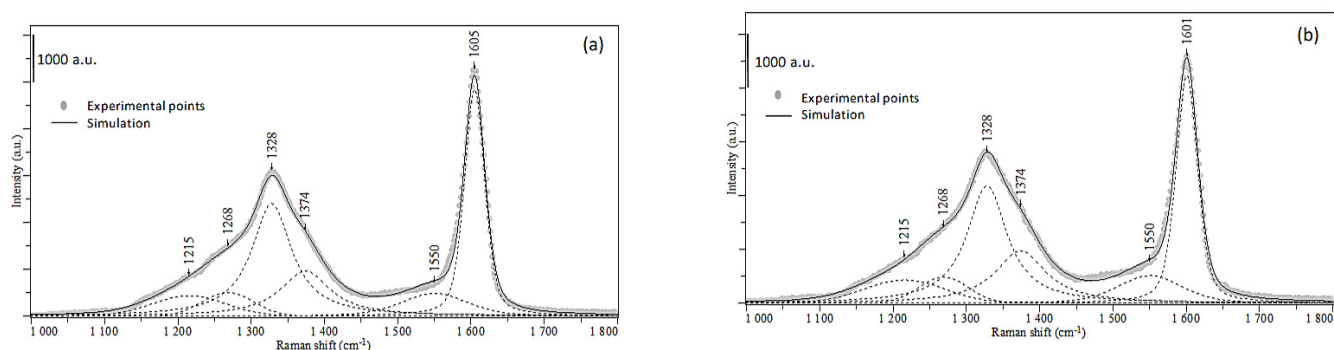 (a)
1000 a.u.
Experimental points
Simulation
Intensity (a.u.)
1215
1268
1328
1374
1550
1605
1 000 1 100 1 200 1 300 1 400 1 500 1 600 1 700 1 800
Raman shift (cm-1)
(b)
1000 a.u.
Experimental points
Simulation
Intensity (a.u.)
1215
1268
1328
1374
1550
1601
1 000 1 100 1 200 1 300 1 400 1 500 1 600 1 700 1 800
Raman shift (cm-1)